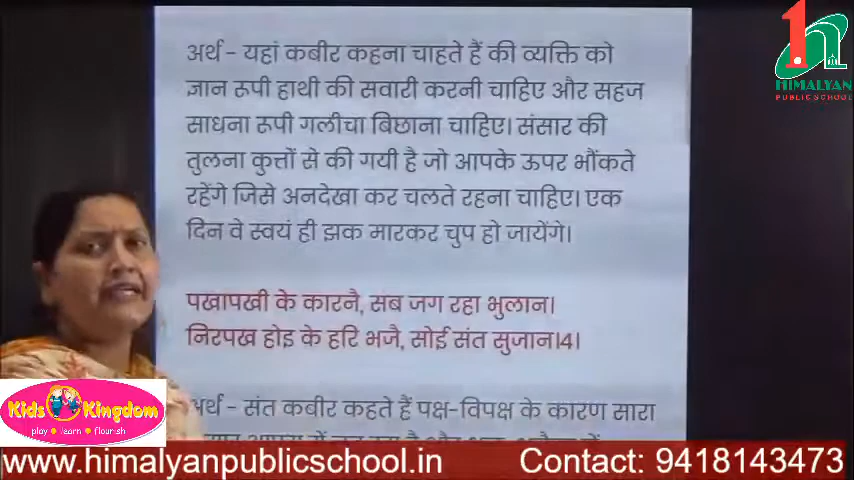 अर्थ - यहां कबीर कहना चाहते हैं की व्यक्ति को
ज्ञान रूपी हाथी की सवारी करनी चाहिए और सहज
साधना रूपी गलीचा बिछाना चाहिए। संसार की
तुलना कुत्तों से की गयी है जो आपके ऊपर भौंकते
रहेंगे जिसे अनदेखा कर चलते रहना चाहिए। एक
दिन वे स्वयं ही झक मारकर चुप हो जायेंगे।
पखापखी के कारनै, सब जग रहा भुलान।
निरपख होइ के हरि भजै, सोई संत सुजान।4।
अर्थ - संत कबीर कहते हैं पक्ष-विपक्ष के कारण सारा
HIMALYAN
PUBLIC SCHOOL
Kids Kingdom
play • learn • flourish
www.himalyanpublicschool.in Contact: 9418143473